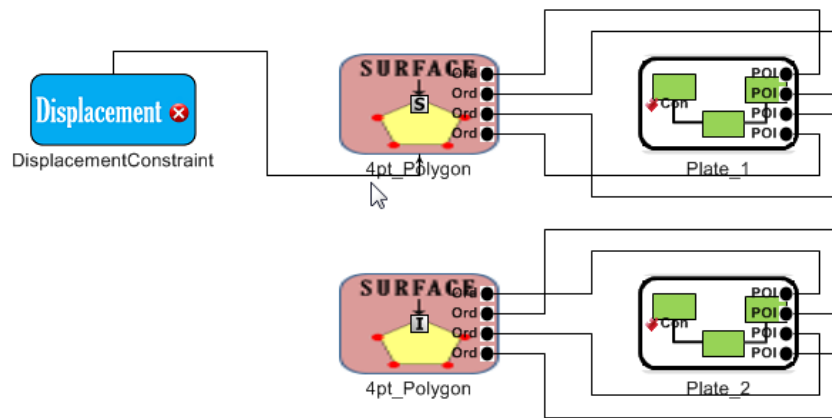 SURFACE
Ord
Ord
Ord
Ord
S
4pt_Polygon
Displacement
DisplacementConstraint
POI
POI
POI
POI
Con
Plate_1
SURFACE
Ord
Ord
Ord
Ord
I
4pt_Polygon
POI
POI
POI
POI
Con
Plate_2